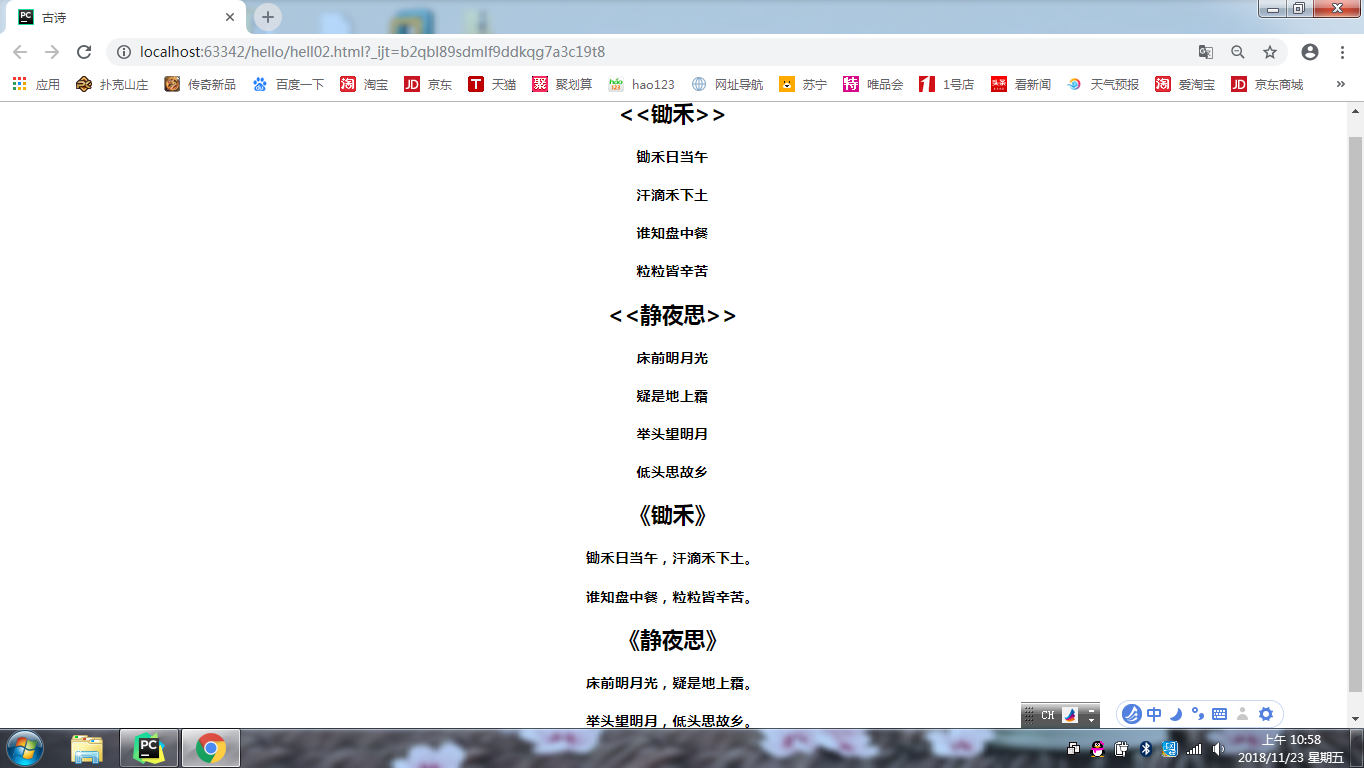 古诗
localhost:63342/hello/hell02.html?_ijt=b2qbl89sdmlf9ddkqg7a3c19t8
应用 扑克山庄 传奇新品 百度一下 淘宝 京东 天猫 聚划算 hao123 网址导航 苏宁 唯品会 1号店 看新闻 天气预报 爱淘宝 京东商城 »
<<锄禾>>
锄禾日当午
汗滴禾下土
谁知盘中餐
粒粒皆辛苦
<<静夜思>>
床前明月光
疑是地上霜
举头望明月
低头思故乡
《锄禾》
锄禾日当午，汗滴禾下土。
谁知盘中餐，粒粒皆辛苦。
《静夜思》
床前明月光，疑是地上霜。
举头望明月，低头思故乡。
CH 中
上午 10:58
2018/11/23 星期五